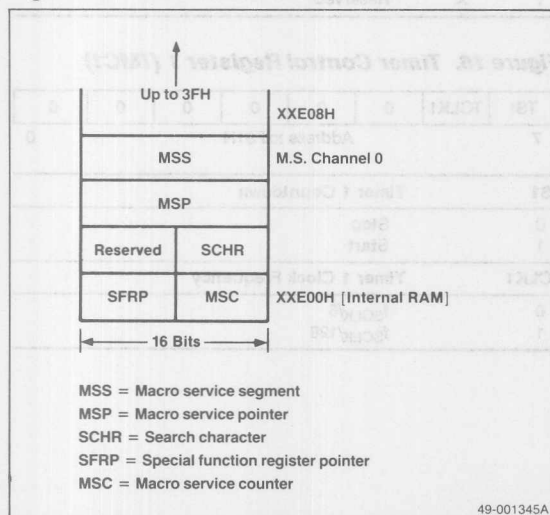 Up to 3FH
XXE08H
MSS M.S. Channel 0
MSP
Reserved SCHR
SFRP MSC XXE00H [Internal RAM]
16 Bits
MSS = Macro service segment
MSP = Macro service pointer
SCHR = Search character
SFRP = Special function register pointer
MSC = Macro service counter
49-001345A